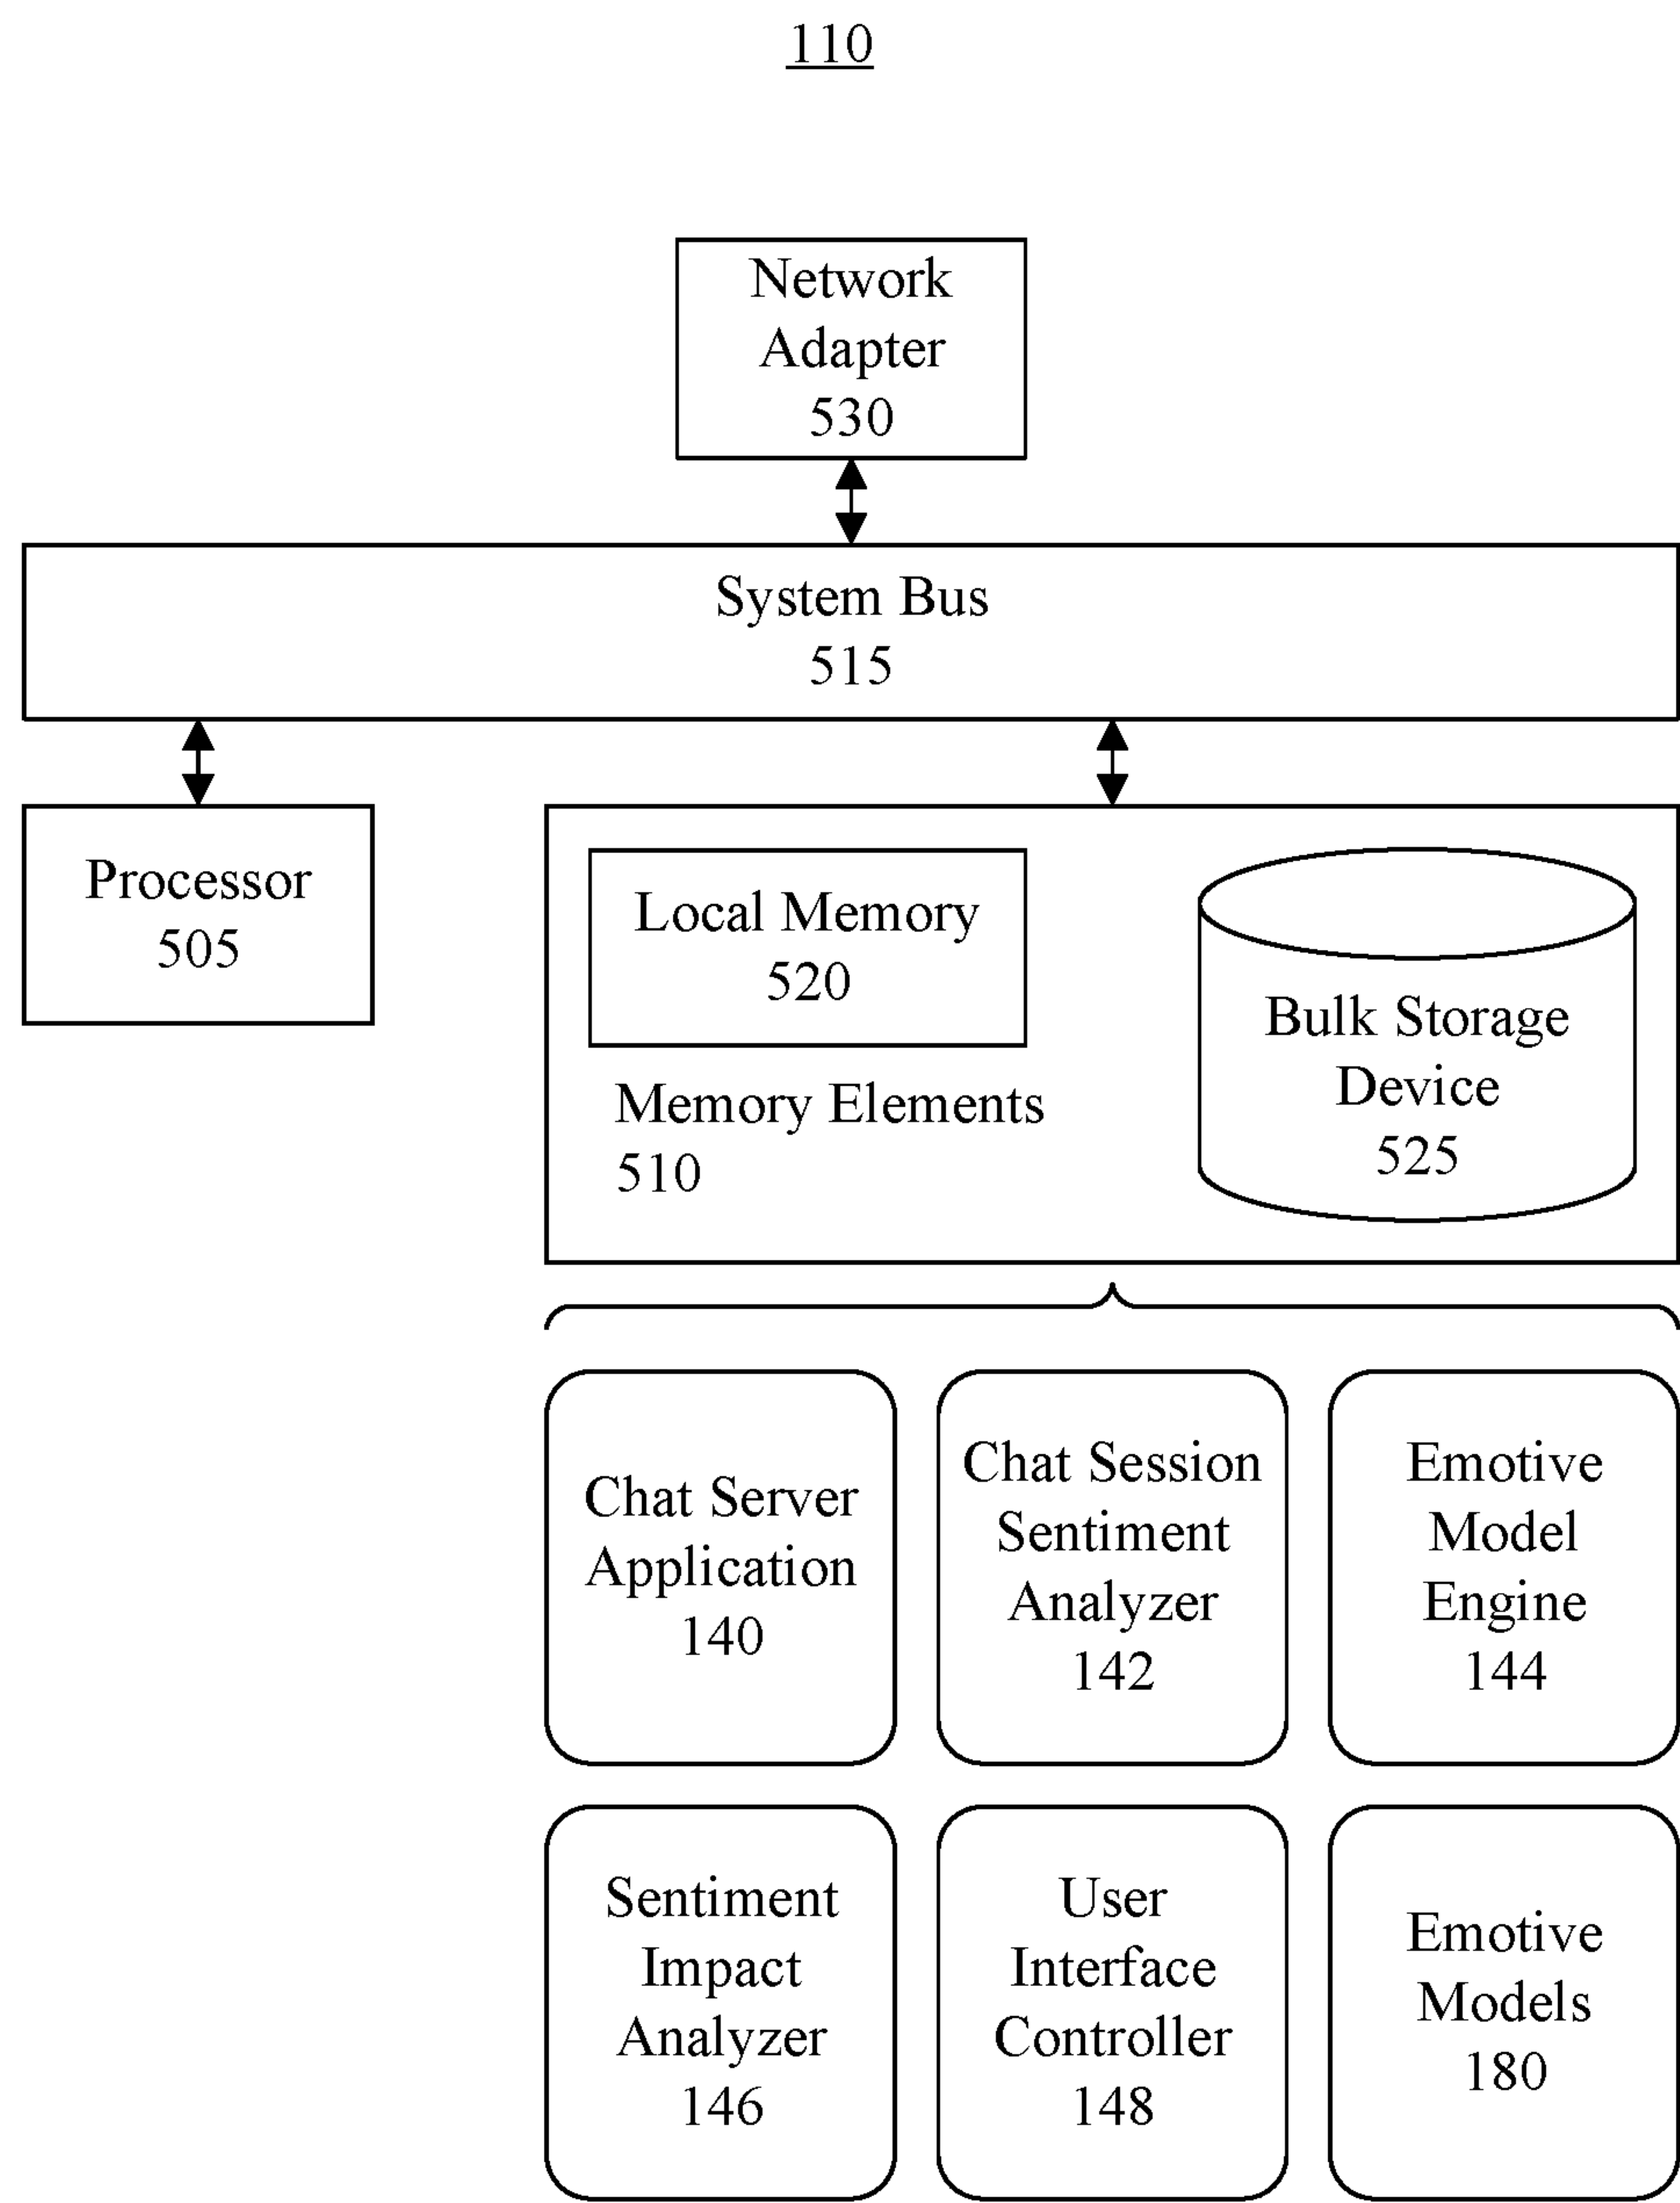 110
Network
Adapter
530
System Bus
515
Processor
505
Local Memory
520
Memory Elements
510
Bulk Storage
Device
525
Chat Server
Application
140
Chat Session
Sentiment
Analyzer
142
Emotive
Model
Engine
144
Sentiment
Impact
Analyzer
146
User
Interface
Controller
148
Emotive
Models
180